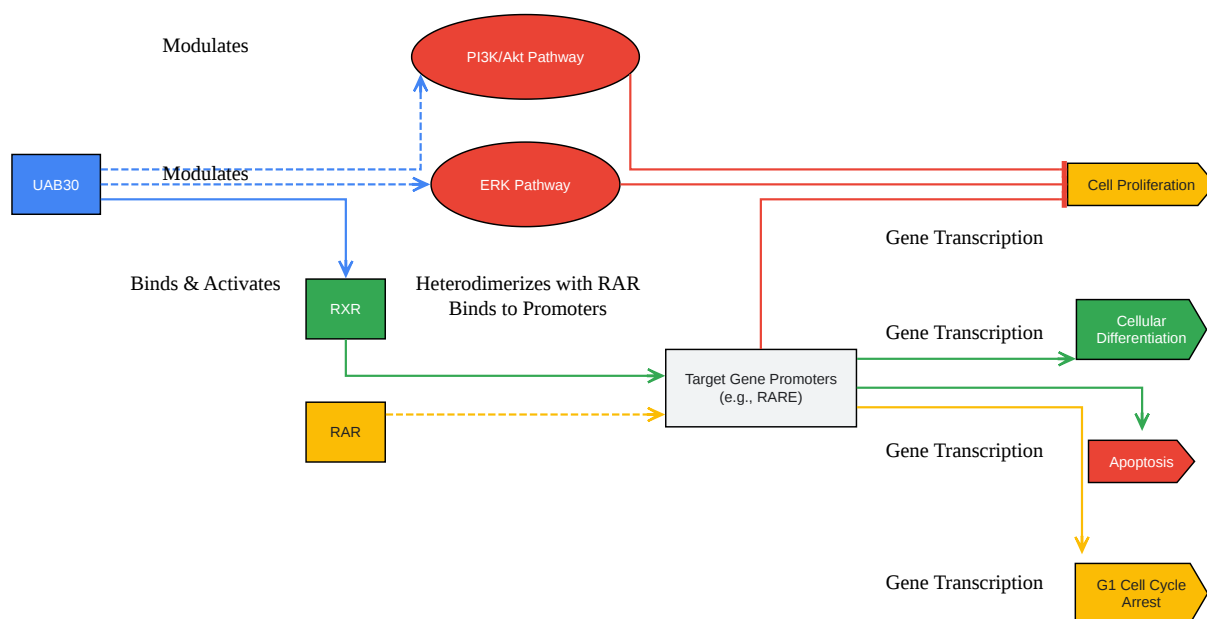 Modulates
PI3K/Akt Pathway
UAB30
Modulates
ERK Pathway
Cell Proliferation
Gene Transcription
Binds & Activates
Heterodimerizes with RAR
Binds to Promoters
RXR
Gene Transcription
Cellular
Differentiation
Target Gene Promoters
(e.g., RARE)
RAR
Gene Transcription
Apoptosis
Gene Transcription
G1 Cell Cycle
Arrest